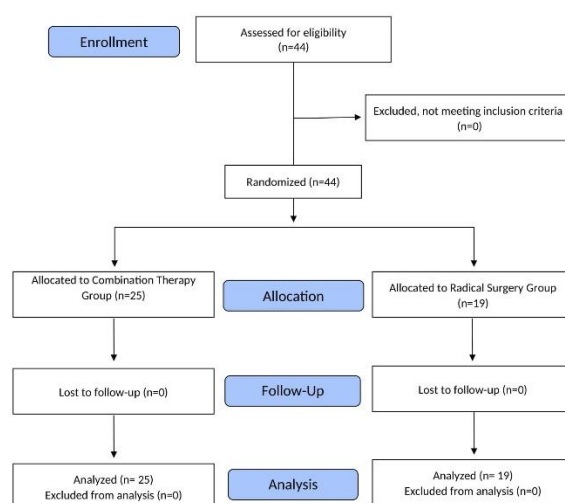 Enrollment
Assessed for eligibility
(n=44)
Excluded, not meeting inclusion criteria
(n=0)
Randomized (n=44)
Allocated to Combination Therapy
Group (n=25)
Allocation
Allocated to Radical Surgery Group
(n=19)
Lost to follow-up (n=0)
Follow-Up
Lost to follow-up (n=0)
Analyzed (n= 25)
Excluded from analysis (n=0)
Analysis
Analyzed (n= 19)
Excluded from analysis (n=0)